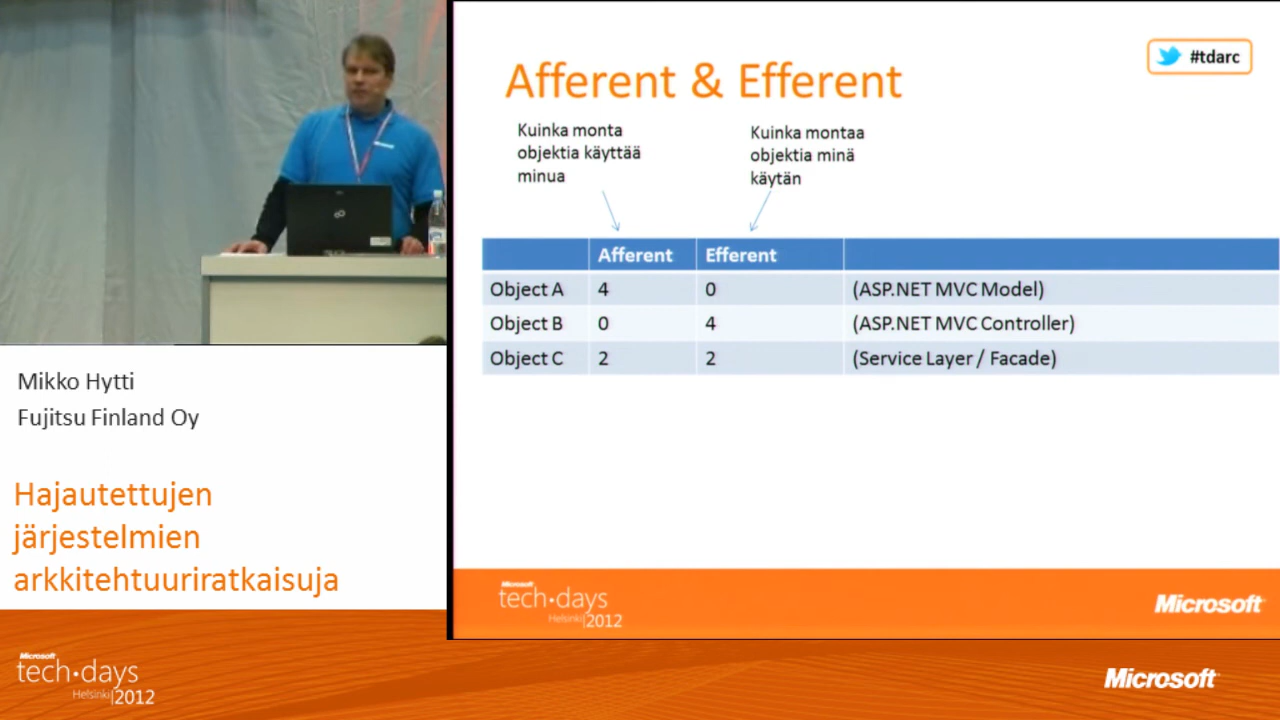 Afferent & Efferent
#tdarc
Kuinka monta
objektia käyttää
minua
Kuinka montaa
objektia minä
käytän
Afferent Efferent
Object A 4 0 (ASP.NET MVC Model)
Object B 0 4 (ASP.NET MVC Controller)
Object C 2 2 (Service Layer / Facade)
Mikko Hytti
Fujitsu Finland Oy
Hajautettujen
järjestelmien
arkkitehtuuriratkaisuja
Microsoft
tech·days
Helsinki|2012
Microsoft
Microsoft
tech·days
Helsinki|2012
Microsoft